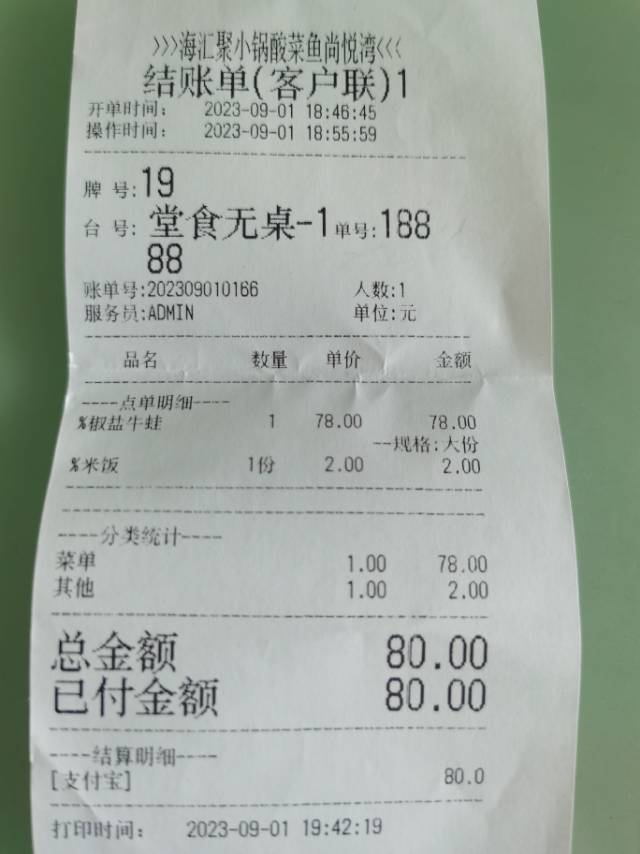 >>>海汇聚小锅酸菜鱼尚悦湾<<<
结账单(客户联)1
开单时间: 2023-09-01 18:46:45
操作时间: 2023-09-01 18:55:59
牌号:19
台号:堂食无桌-1单号:188
88
账单号:202309010166 人数:1
服务员:ADMIN 单位:元
品名 数量 单价 金额
----点单明细----
%椒盐牛蛙 1 78.00 78.00
--规格:大份
%米饭 1份 2.00 2.00
----分类统计----
菜单 1.00 78.00
其他 1.00 2.00
总金额 80.00
已付金额 80.00
----结算明细----
[支付宝] 80.0
打印时间: 2023-09-01 19:42:19